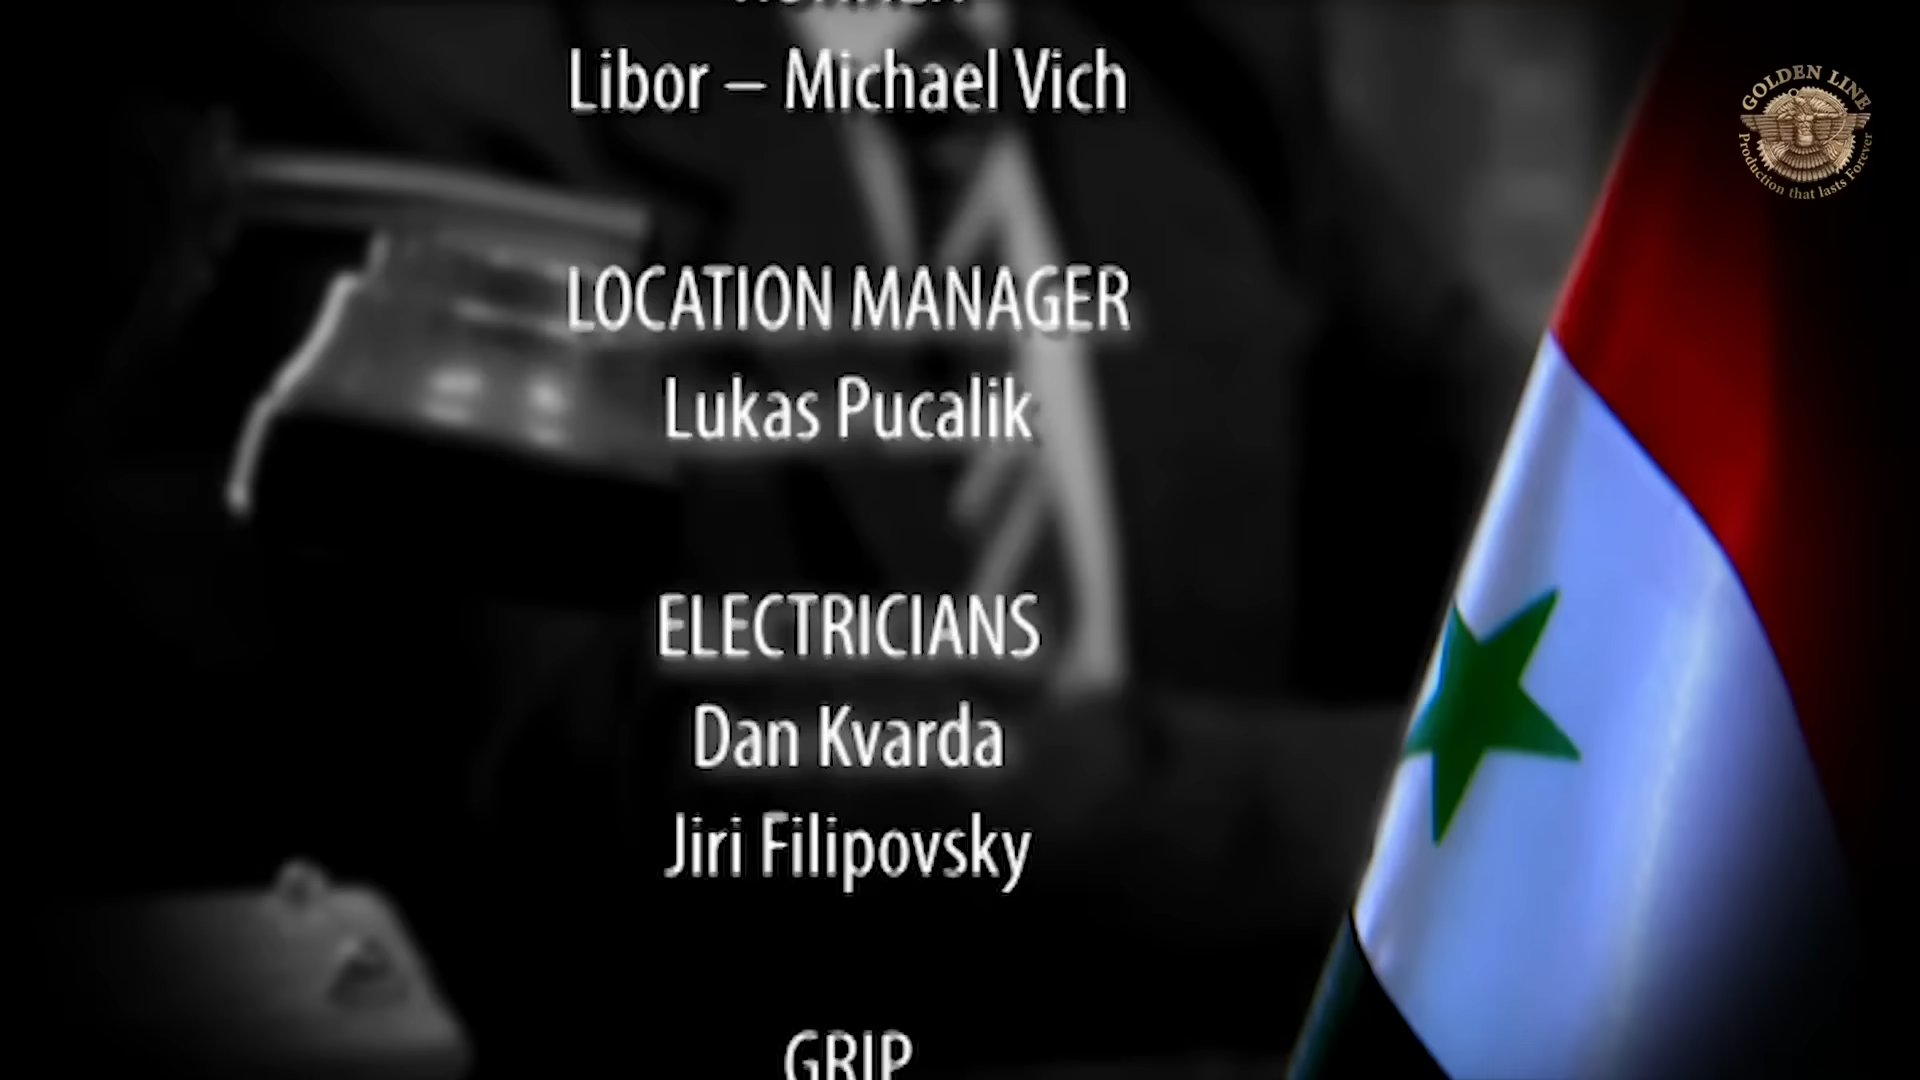 Libor – Michael Vich
LOCATION MANAGER
Lukas Pucalik
ELECTRICIANS
Dan Kvarda
Jiri Filipovsky
GRIP
GOLDEN LINE
Production that lasts Forever